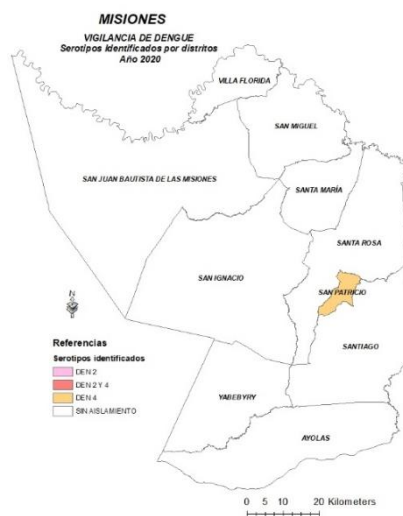 MISIONES
VIGILANCIA DE DENGUE
Serotipos Identificados por distritos
Año 2020
VILLA FLORIDA
SAN MIGUEL
SAN JUAN BAUTISTA DE LAS MISIONES
SANTA MARÍA
SANTA ROSA
SAN IGNACIO
SAN PATRICIO
N
SANTIAGO
Referencias
Serotipos identificados
DEN 2
DEN 2 Y 4
DEN 4
SIN AISLAMIENTO
YABEBYRY
AYOLAS
0 5 10 20 Kilometers